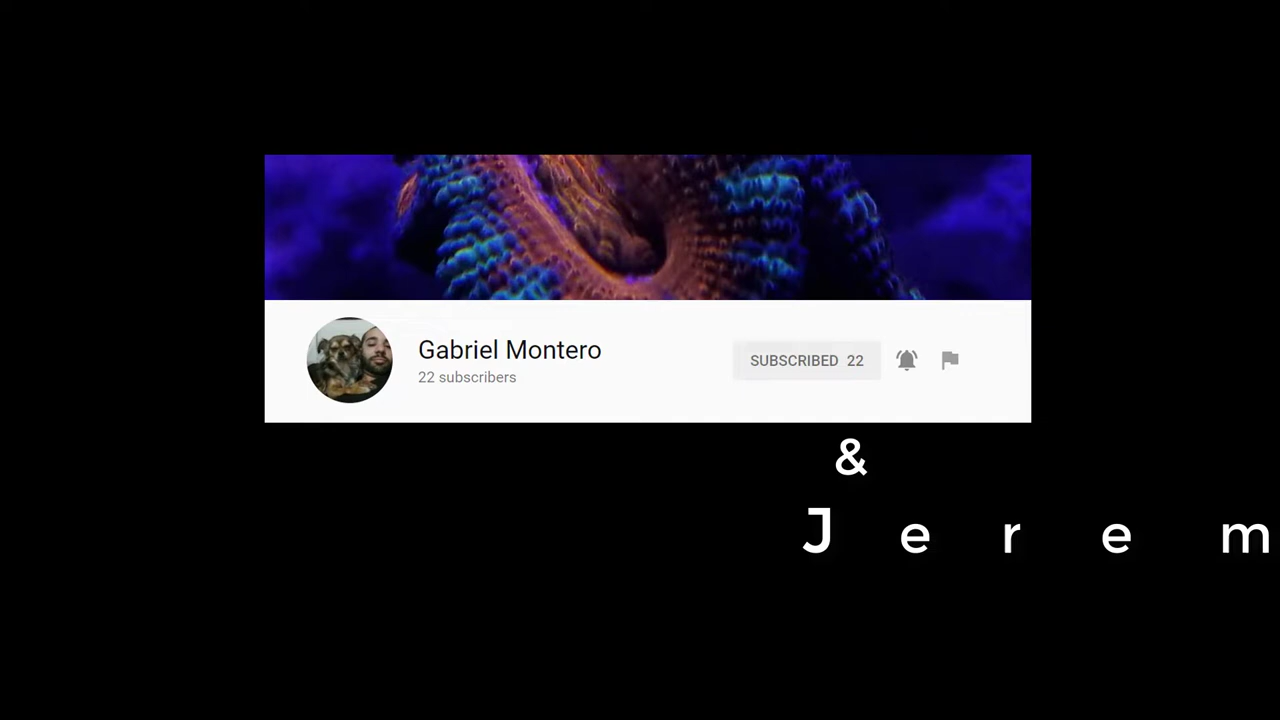 Gabriel Montero
22 subscribers
SUBSCRIBED 22
&
J e r e m